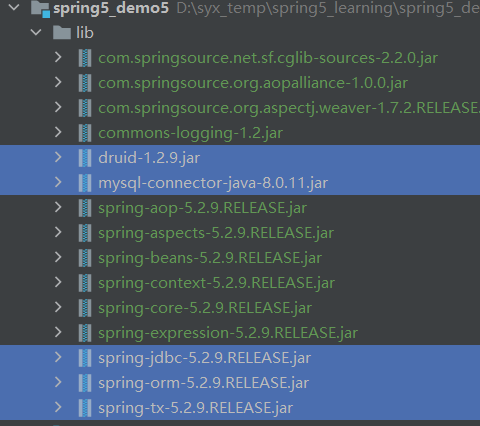 spring5_demo5 D:\syx_temp\spring5_learning\spring5_de
lib
com.springsource.net.sf.cglib-sources-2.2.0.jar
com.springsource.org.aopalliance-1.0.0.jar
com.springsource.org.aspectj.weaver-1.7.2.RELEASE.
commons-logging-1.2.jar
druid-1.2.9.jar
mysql-connector-java-8.0.11.jar
spring-aop-5.2.9.RELEASE.jar
spring-aspects-5.2.9.RELEASE.jar
spring-beans-5.2.9.RELEASE.jar
spring-context-5.2.9.RELEASE.jar
spring-core-5.2.9.RELEASE.jar
spring-expression-5.2.9.RELEASE.jar
spring-jdbc-5.2.9.RELEASE.jar
spring-orm-5.2.9.RELEASE.jar
spring-tx-5.2.9.RELEASE.jar